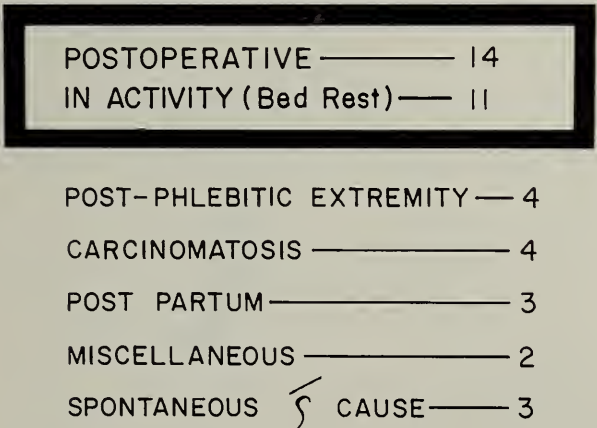 POSTOPERATIVE — 14
IN ACTIVITY (Bed Rest) — 11
POST-PHLEBITIC EXTREMITY — 4
CARCINOMATOSIS — 4
POST PARTUM — 3
MISCELLANEOUS — 2
SPONTANEOUS CAUSE — 3